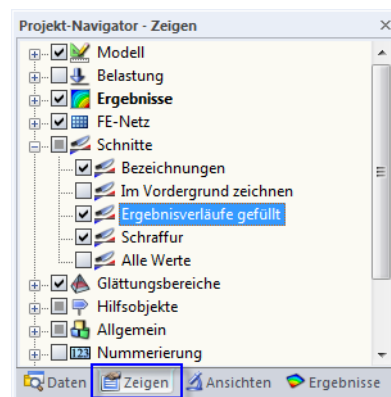 Projekt-Navigator - Zeigen
Modell
Belastung
Ergebnisse
FE-Netz
Schnitte
Bezeichnungen
Im Vordergrund zeichnen
Ergebnisverläufe gefüllt
Schraffur
Alle Werte
Glättungsbereiche
Hilfsobjekte
Allgemein
123 Nummerierung
Daten Zeigen Ansichten Ergebnisse